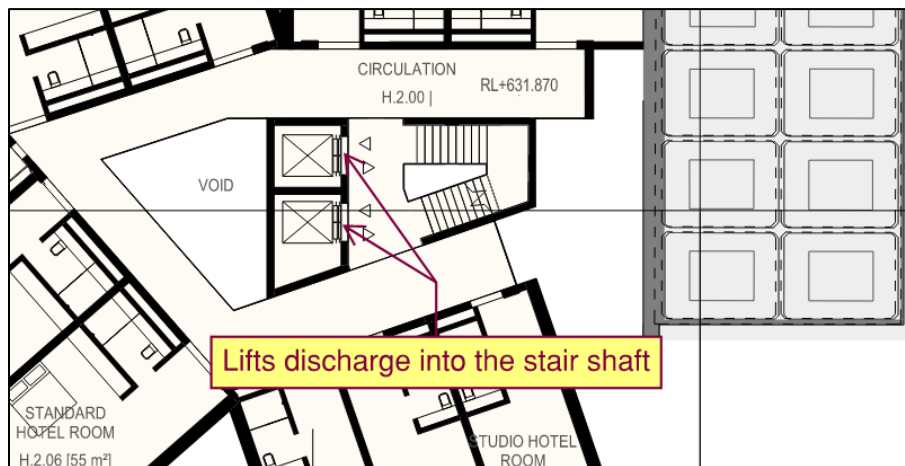 CIRCULATION
H.2.00 |
RL+631.870
VOID
Lifts discharge into the stair shaft
STANDARD
HOTEL ROOM
H.2.06 [55 m²]
STUDIO HOTEL
ROOM